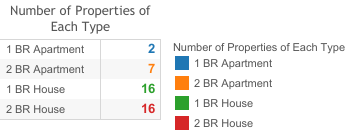 Number of Properties of
Each Type
1 BR Apartment 2
2 BR Apartment 7
1 BR House 16
2 BR House 16
Number of Properties of Each Type
1 BR Apartment
2 BR Apartment
1 BR House
2 BR House